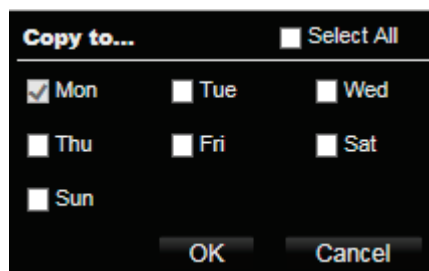 Copy to... Select All
Mon Tue Wed
Thu Fri Sat
Sun
OK Cancel